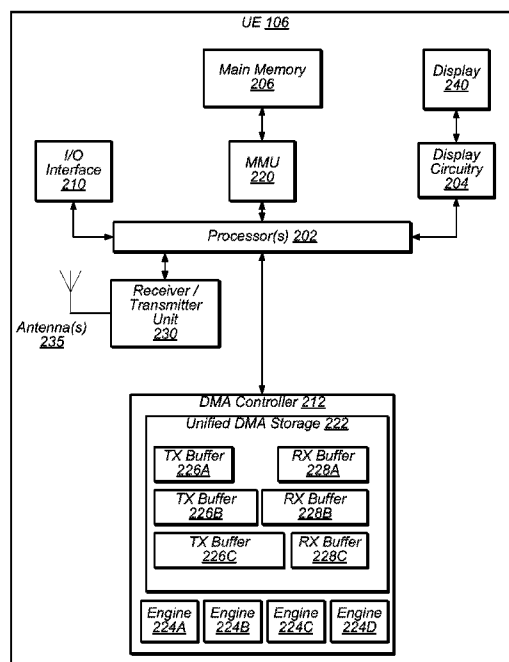 UE 106
Main Memory
206
Display
240
I/O
Interface
210
MMU
220
Display
Circuitry
204
Processor(s) 202
Antenna(s)
235
Receiver /
Transmitter
Unit
230
DMA Controller 212
Unified DMA Storage 222
TX Buffer
226A
RX Buffer
228A
TX Buffer
226B
RX Buffer
228B
TX Buffer
226C
RX Buffer
228C
Engine
224A
Engine
224B
Engine
224C
Engine
224D